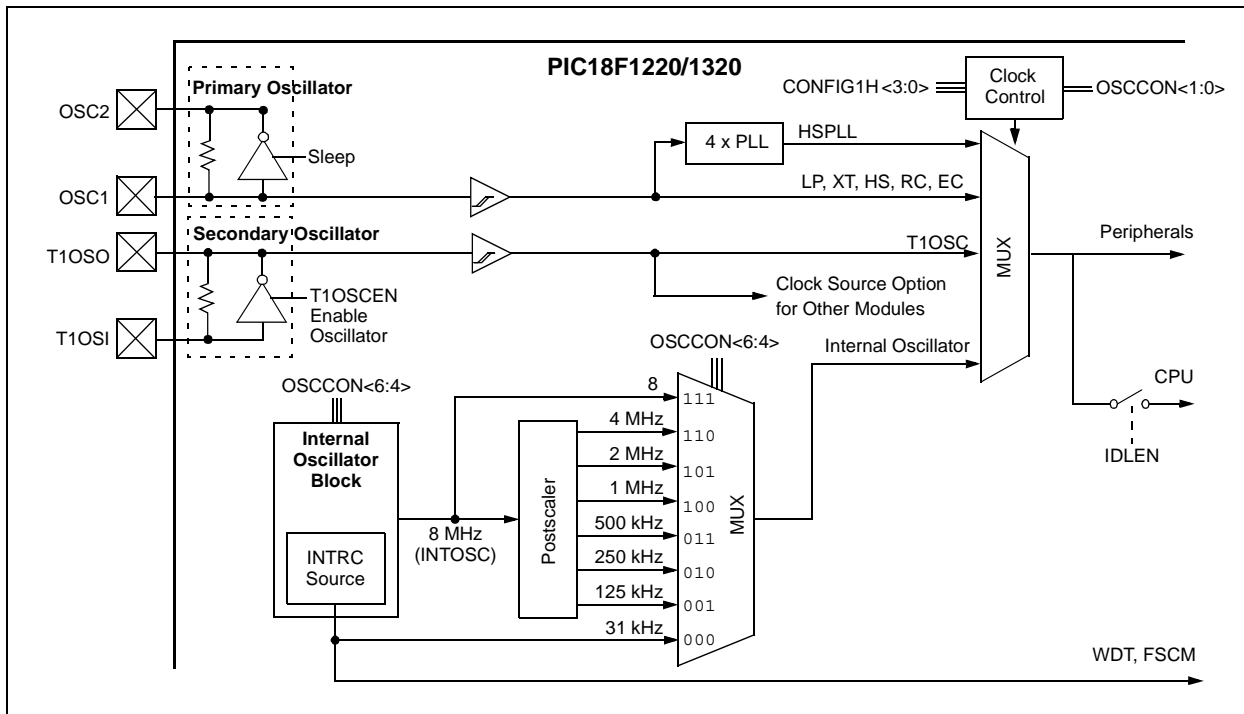 PIC18F1220/1320
Primary Oscillator
OSC2
Sleep
OSC1
CONFIG1H <3:0>
Clock
Control
OSCCON<1:0>
4 x PLL
HSPLL
LP, XT, HS, RC, EC
Secondary Oscillator
T1OSO
T1OSCEN
Enable
Oscillator
T1OSI
T1OSC
Clock Source Option
for Other Modules
MUX
Peripherals
Internal Oscillator
CPU
IDLEN
OSCCON<6:4>
OSCCON<6:4>
Internal
Oscillator
Block
INTRC
Source
8 MHz
(INTOSC)
Postscaler
8
111
4 MHz
110
2 MHz
101
1 MHz
100
500 kHz
011
250 kHz
010
125 kHz
001
31 kHz
000
MUX
WDT, FSCM